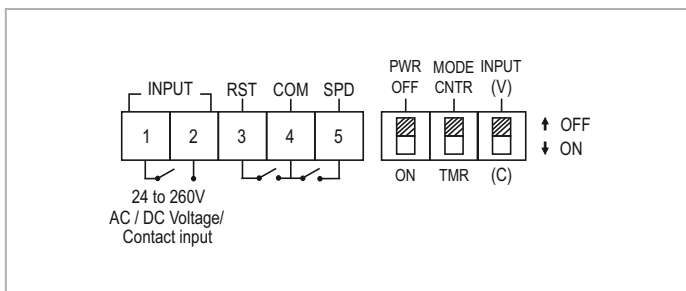 PWR MODE INPUT
INPUT RST COM SPD OFF CNTR (V)
1 2 3 4 5
↑ OFF
↓ ON
ON TMR (C)
24 to 260V
AC / DC Voltage/
Contact input